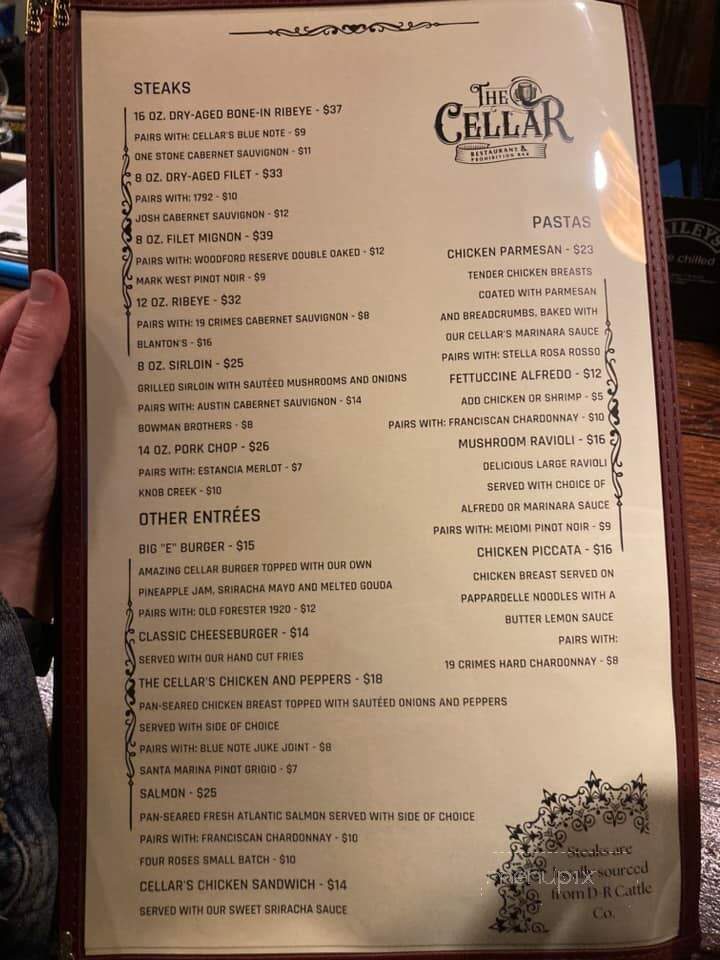 STEAKS
16 OZ. DRY-AGED BONE-IN RIBEYE - $37
PAIRS WITH: CELLAR'S BLUE NOTE - $9
ONE STONE CABERNET SAUVIGNON - $11
8 OZ. DRY-AGED FILET - $33
PAIRS WITH: 1792 - $10
JOSH CABERNET SAUVIGNON - $12
8 OZ. FILET MIGNON - $39
PAIRS WITH: WOODFORD RESERVE DOUBLE OAKED - $12
MARK WEST PINOT NOIR - $9
12 OZ. RIBEYE - $32
PAIRS WITH: 19 CRIMES CABERNET SAUVIGNON - $8
BLANTON'S - $16
8 OZ. SIRLOIN - $25
GRILLED SIRLOIN WITH SAUTÉED MUSHROOMS AND ONIONS
PAIRS WITH: AUSTIN CABERNET SAUVIGNON - $14
BOWMAN BROTHERS - $8
14 OZ. PORK CHOP - $26
PAIRS WITH: ESTANCIA MERLOT - $7
KNOB CREEK - $10
OTHER ENTRÉES
BIG "E" BURGER - $15
AMAZING CELLAR BURGER TOPPED WITH OUR OWN
PINEAPPLE JAM, SRIRACHA MAYO AND MELTED GOUDA
PAIRS WITH: OLD FORESTER 1920 - $12
CLASSIC CHEESEBURGER - $14
SERVED WITH OUR HAND CUT FRIES
THE CELLAR'S CHICKEN AND PEPPERS - $18
PAN-SEARED CHICKEN BREAST TOPPED WITH SAUTÉED ONIONS AND PEPPERS
SERVED WITH SIDE OF CHOICE
PAIRS WITH: BLUE NOTE JUKE JOINT - $8
SANTA MARINA PINOT GRIGIO - $7
SALMON - $25
PAN-SEARED FRESH ATLANTIC SALMON SERVED WITH SIDE OF CHOICE
PAIRS WITH: FRANCISCAN CHARDONNAY - $10
FOUR ROSES SMALL BATCH - $10
CELLAR'S CHICKEN SANDWICH - $14
SERVED WITH OUR SWEET SRIRACHA SAUCE
THE
CELLAR
RESTAURANT &
PROHIBITION BAR
PASTAS
CHICKEN PARMESAN - $23
TENDER CHICKEN BREASTS
COATED WITH PARMESAN
AND BREADCRUMBS, BAKED WITH
OUR CELLAR'S MARINARA SAUCE
PAIRS WITH: STELLA ROSA ROSSO
FETTUCCINE ALFREDO - $12
ADD CHICKEN OR SHRIMP - $5
PAIRS WITH: FRANCISCAN CHARDONNAY - $10
MUSHROOM RAVIOLI - $16
DELICIOUS LARGE RAVIOLI
SERVED WITH CHOICE OF
ALFREDO OR MARINARA SAUCE
PAIRS WITH: MEIOMI PINOT NOIR - $9
CHICKEN PICCATA - $16
CHICKEN BREAST SERVED ON
PAPPARDELLE NOODLES WITH A
BUTTER LEMON SAUCE
PAIRS WITH:
19 CRIMES HARD CHARDONNAY - $8
Steaks are
locally sourced
from D-R Cattle
Co.
menupix
chilled